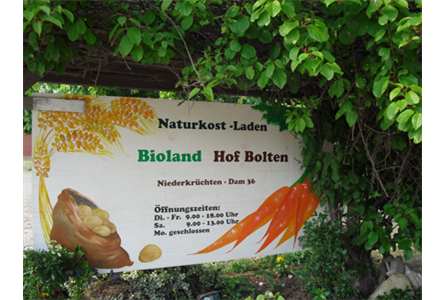 Naturkost -Laden
Bioland Hof Bolten
Niederkrüchten - Dam 36
Öffnungszeiten:
Di. - Fr. 9.00 - 18.00 Uhr
Sa. 9.00 - 13.00 Uhr
Mo. geschlossen